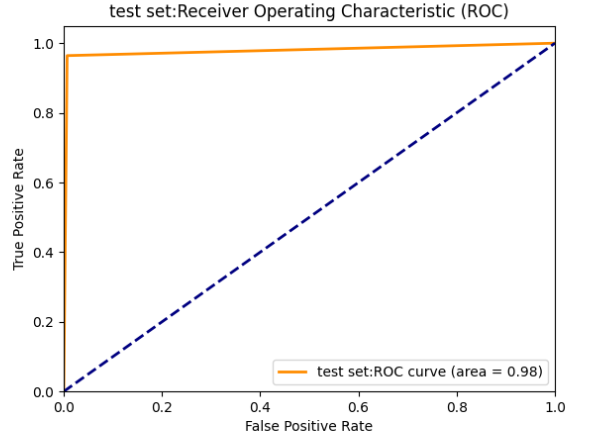 test set:Receiver Operating Characteristic (ROC)
1.0
0.8
0.6
0.4
0.2
0.0
True Positive Rate
test set:ROC curve (area = 0.98)
0.0 0.2 0.4 0.6 0.8 1.0
False Positive Rate